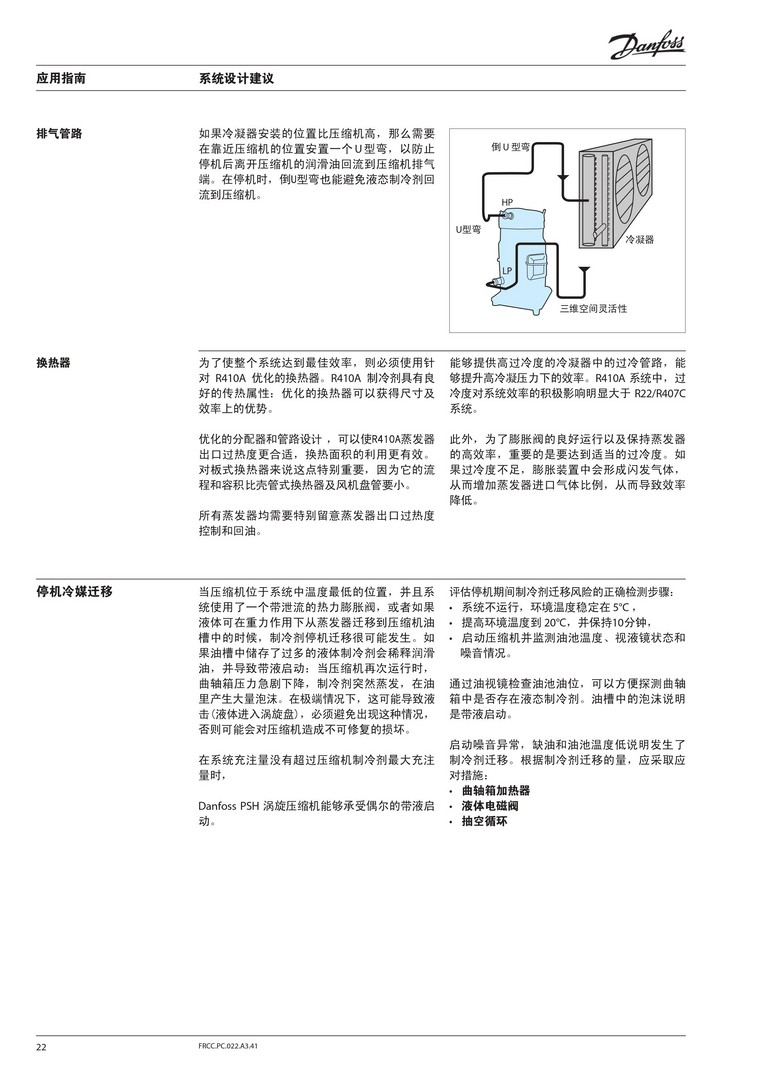 Danfoss
应用指南
系统设计建议
排气管路
如果冷凝器安装的位置比压缩机高，那么需要
在靠近压缩机的位置安置一个 U 型弯，以防止
停机后离开压缩机的润滑油回流到压缩机排气
端。在停机时，倒U型弯也能避免液态制冷剂回
流到压缩机。
倒 U 型弯
HP
U型弯
冷凝器
LP
三维空间灵活性
换热器
为了使整个系统达到最佳效率，则必须使用针
对 R410A 优化的换热器。R410A 制冷剂具有良
好的传热属性；优化的换热器可以获得尺寸及
效率上的优势。
优化的分配器和管路设计 ，可以使R410A蒸发器
出口过热度更合适，换热面积的利用更有效。
对板式换热器来说这点特别重要，因为它的流
程和容积比壳管式换热器及风机盘管要小。
所有蒸发器均需要特别留意蒸发器出口过热度
控制和回油。
能够提供高过冷度的冷凝器中的过冷管路，能
够提升高冷凝压力下的效率。R410A 系统中，过
冷度对系统效率的积极影响明显大于 R22/R407C
系统。
此外，为了膨胀阀的良好运行以及保持蒸发器
的高效率，重要的是要达到适当的过冷度。如
果过冷度不足，膨胀装置中会形成闪发气体，
从而增加蒸发器进口气体比例，从而导致效率
降低。
停机冷媒迁移
当压缩机位于系统中温度最低的位置，并且系
统使用了一个带泄流的热力膨胀阀，或者如果
液体可在重力作用下从蒸发器迁移到压缩机油
槽中的时候，制冷剂停机迁移很可能发生。如
果油槽中储存了过多的液体制冷剂会稀释润滑
油，并导致带液启动：当压缩机再次运行时，
曲轴箱压力急剧下降，制冷剂突然蒸发，在油
里产生大量泡沫。在极端情况下，这可能导致液
击(液体进入涡旋盘)，必须避免出现这种情况，
否则可能会对压缩机造成不可修复的损坏。
在系统充注量没有超过压缩机制冷剂最大充注
量时，
Danfoss PSH 涡旋压缩机能够承受偶尔的带液启
动。
评估停机期间制冷剂迁移风险的正确检测步骤：
• 系统不运行，环境温度稳定在 5℃，
• 提高环境温度到 20℃，并保持10分钟，
• 启动压缩机并监测油池温度、视液镜状态和
噪音情况。
通过油视镜检查油池油位，可以方便探测曲轴
箱中是否存在液态制冷剂。油槽中的泡沫说明
是带液启动。
启动噪音异常，缺油和油池温度低说明发生了
制冷剂迁移。根据制冷剂迁移的量，应采取应
对措施：
• 曲轴箱加热器
• 液体电磁阀
• 抽空循环
22
FRCC.PC.022.A3.41